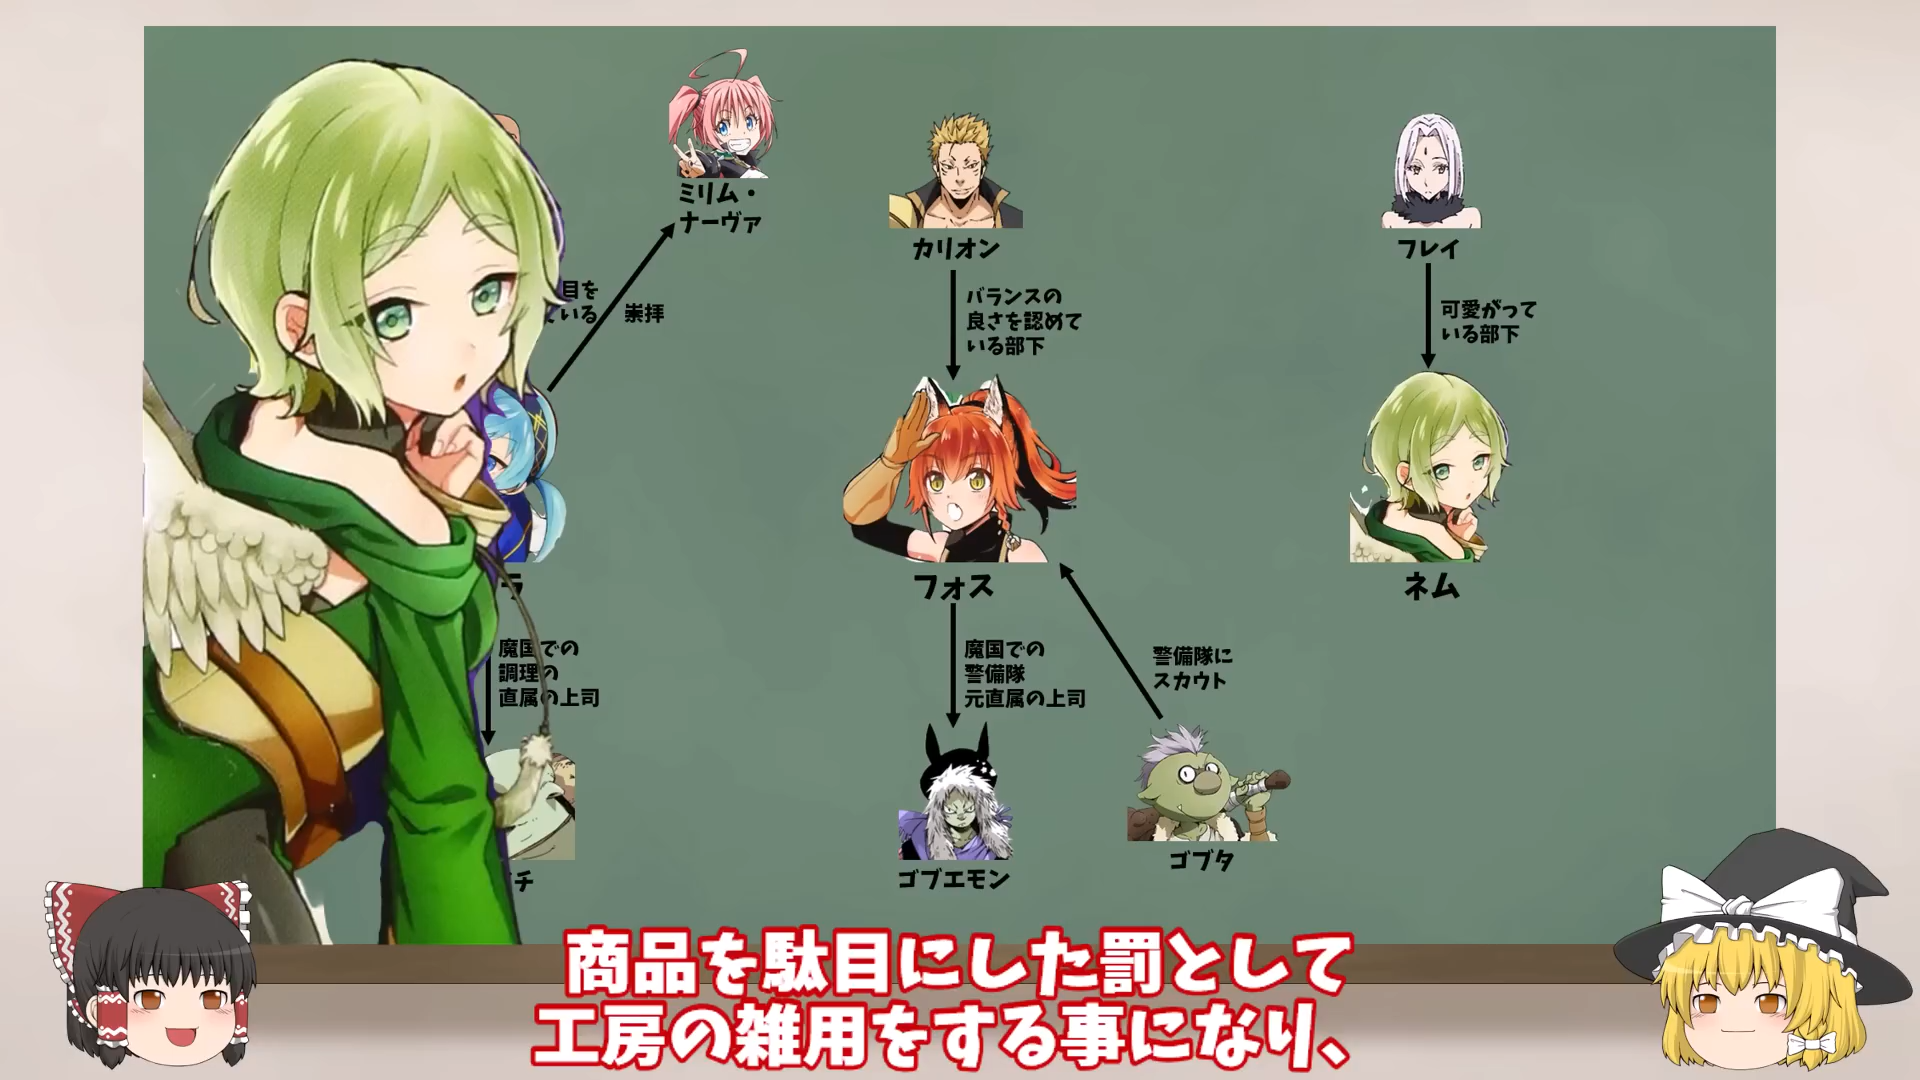 ミリム・
ナーヴァ
カリオン
フレイ
目を
ている
崇拝
バランスの
良さを認めて
いる部下
可愛がって
いる部下
ラ
フォス
ネム
魔国での
調理の
直属の上司
魔国での
警備隊
元直属の上司
警備隊に
スカウト
チ
ゴブエモン
ゴブタ
商品を駄目にした罰として
工房の雑用をする事になり、